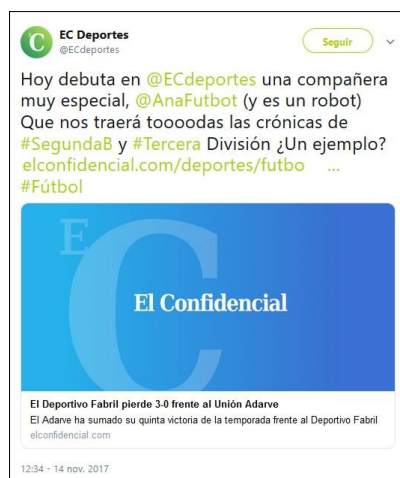 EC Deportes
@ECdeportes
Seguir
Hoy debuta en @ECdeportes una compañera
muy especial, @AnaFutbot (y es un robot)
Que nos traerá toooodas las crónicas de
#SegundaB y #Tercera División ¿Un ejemplo?
elconfidencial.com/deportes/futbo ...
#Fútbol
E
C
El Confidencial
El Deportivo Fabril pierde 3-0 frente al Unión Adarve
El Adarve ha sumado su quinta victoria de la temporada frente al Deportivo Fabril
elconfidencial.com
12:34 - 14 nov. 2017